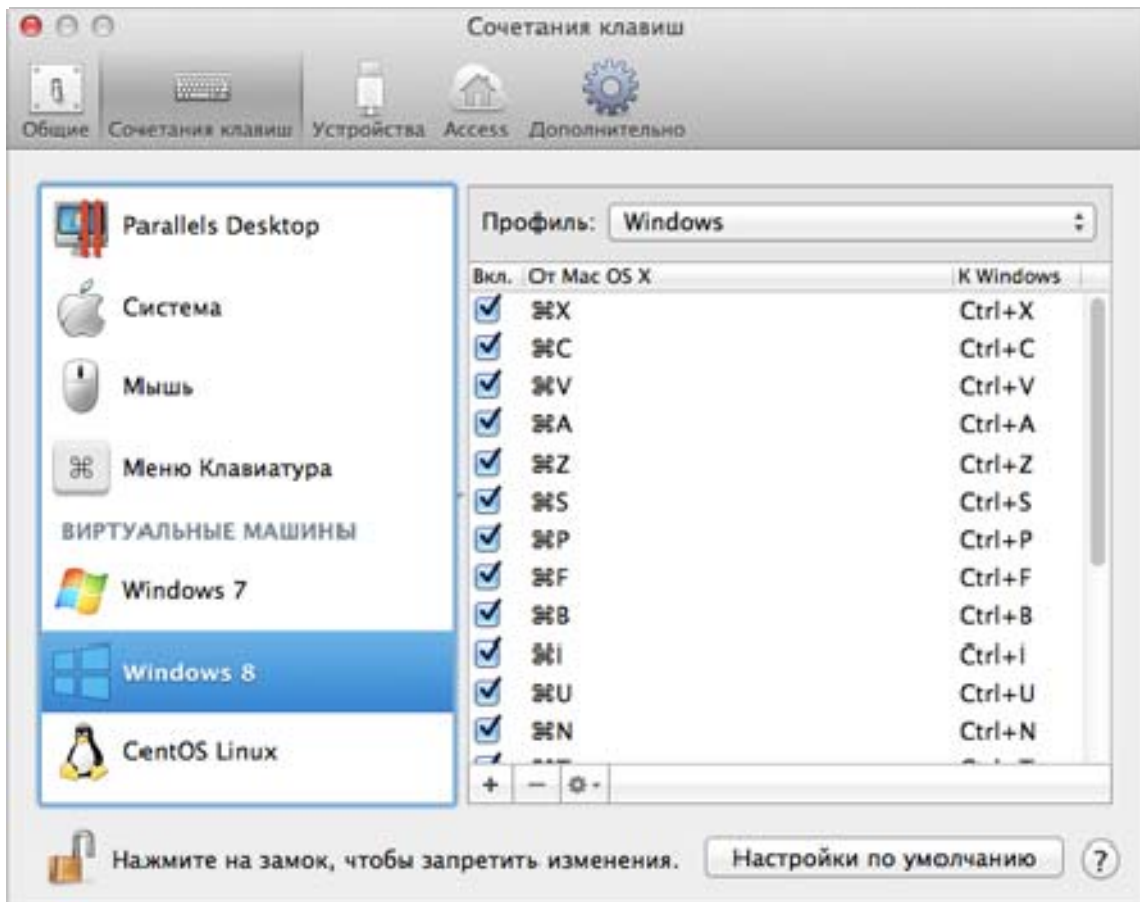 Сочетания клавиш
Общие Сочетания клавиш Устройства Access Дополнительно
Parallels Desktop
Система
Мышь
⌘ Меню Клавиатура
ВИРТУАЛЬНЫЕ МАШИНЫ
Windows 7
Windows 8
CentOS Linux
Профиль: Windows
Вкл. От Mac OS X К Windows
⌘X Ctrl+X
⌘C Ctrl+C
⌘V Ctrl+V
⌘A Ctrl+A
⌘Z Ctrl+Z
⌘S Ctrl+S
⌘P Ctrl+P
⌘F Ctrl+F
⌘B Ctrl+B
⌘I Ctrl+I
⌘U Ctrl+U
⌘N Ctrl+N
+ −
Нажмите на замок, чтобы запретить изменения. Настройки по умолчанию ?